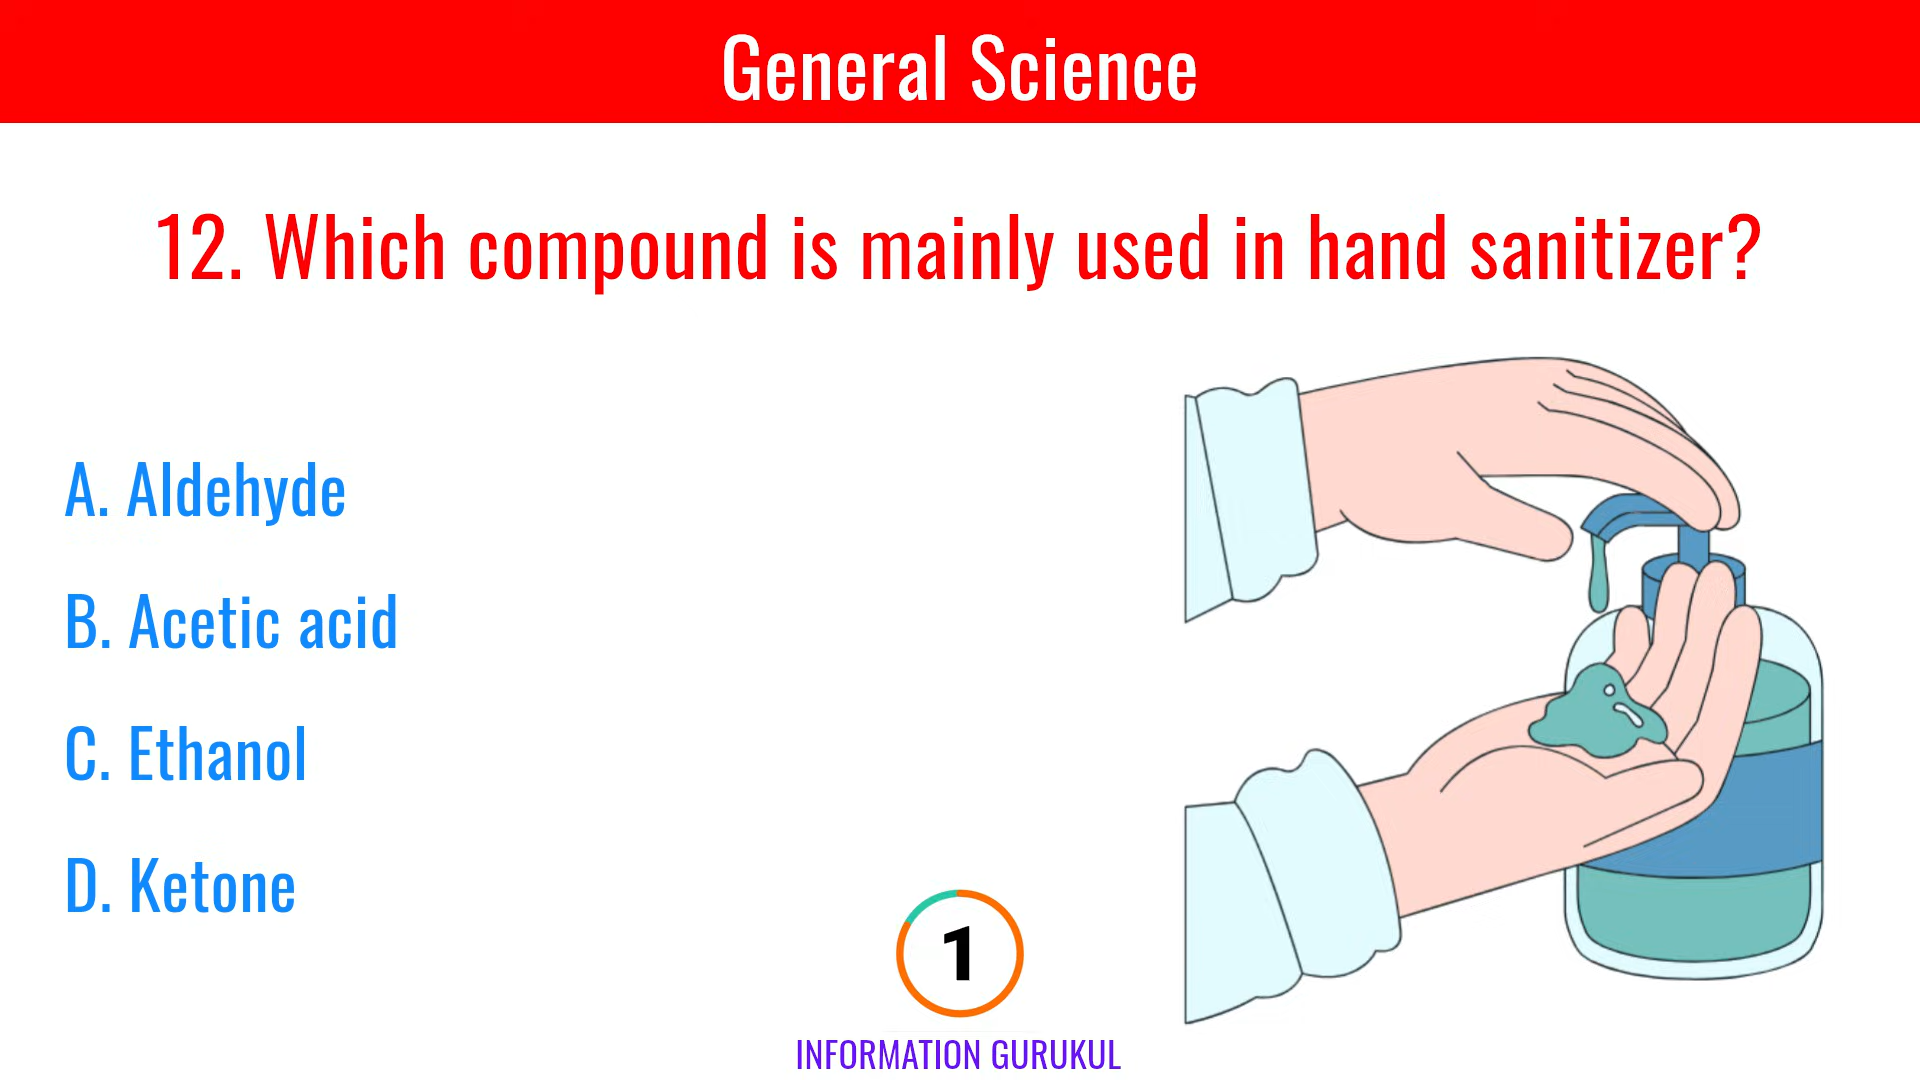 General Science
12. Which compound is mainly used in hand sanitizer?
A. Aldehyde
B. Acetic acid
C. Ethanol
D. Ketone
1
INFORMATION GURUKUL